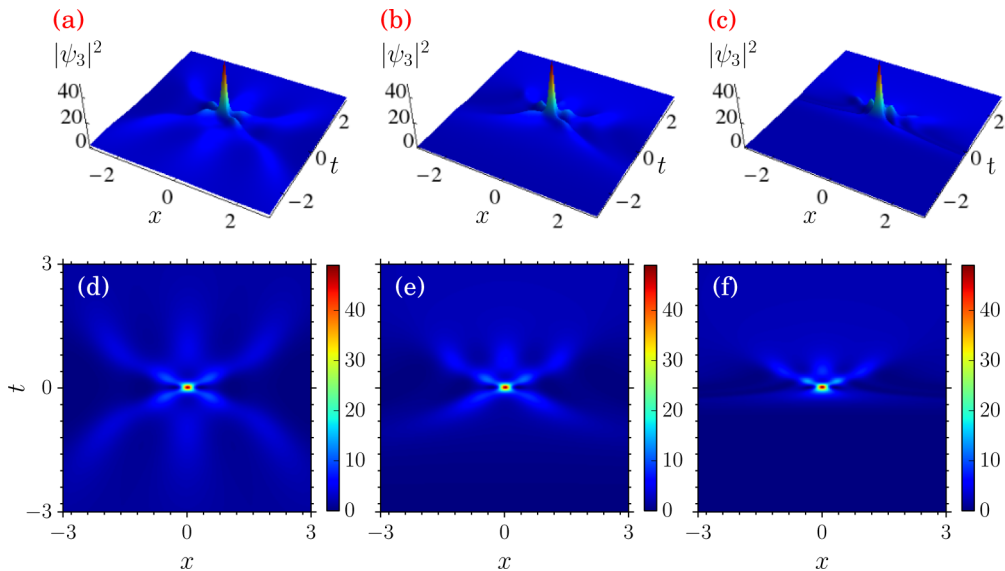 (a) (b) (c)
|ψ₃|² |ψ₃|² |ψ₃|²
40 40 40
20 20 20
0 0 0
2 2 2
0 t 0 t 0 t
−2 −2 −2
−2 −2 −2
0 0 0
x x x
2 2 2
(d) (e) (f)
3
40 40 40
30 30 30
t 0
20 20 20
10 10 10
−3 0 0 0
−3 0 3 −3 0 3 −3 0 3
x x x